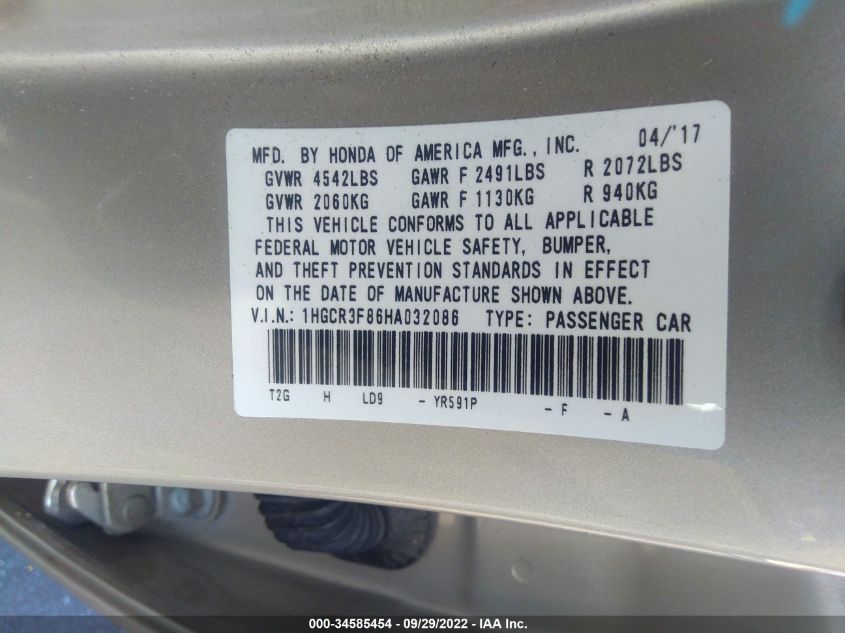 MFD. BY HONDA OF AMERICA MFG., INC. 04/'17
GVWR 4542LBS GAWR F 2491LBS R 2072LBS
GVWR 2060KG GAWR F 1130KG R 940KG
THIS VEHICLE CONFORMS TO ALL APPLICABLE
FEDERAL MOTOR VEHICLE SAFETY, BUMPER,
AND THEFT PREVENTION STANDARDS IN EFFECT
ON THE DATE OF MANUFACTURE SHOWN ABOVE.
V.I.N.: 1HGCR3F86HA032086 TYPE: PASSENGER CAR
T2G H LD9 - YR591P - F - A
000-34585454 - 09/29/2022 - IAA Inc.